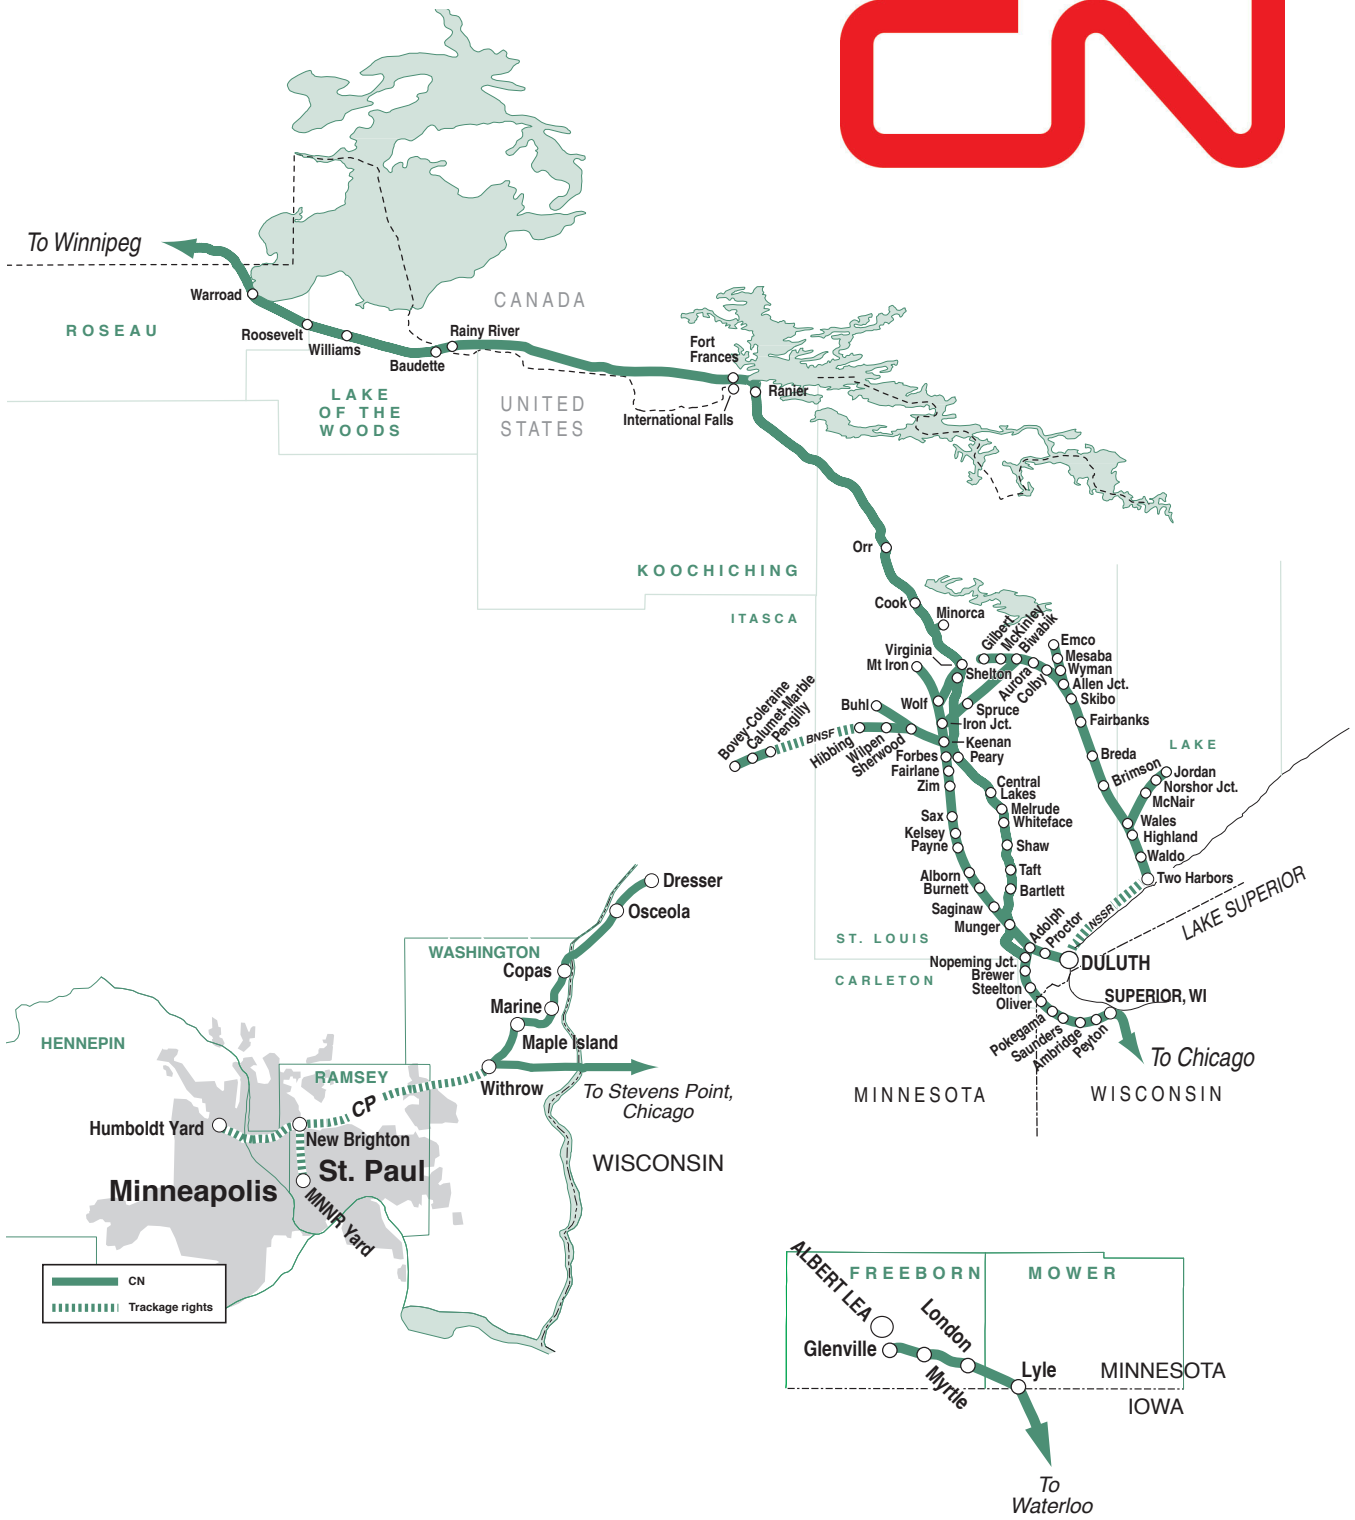 CN
To Winnipeg
Warroad
CANADA
ROSEAU
Roosevelt
Williams
Rainy River
Baudette
Fort
Frances
Ranier
LAKE
OF THE
WOODS
UNITED
STATES
International Falls
Orr
KOOCHICHING
ITASCA
Cook
Minorca
Gilbert
McKinley
Biwabik
Emco
Mesaba
Wyman
Allen Jct.
Skibo
Virginia
Mt Iron
Shelton
Aurora
Colby
Buhl
Wolf
Spruce
Iron Jct.
Fairbanks
Bovey-Coleraine
Calumet-Marble
Pengilly
BNSF
Hibbing
Wilpen
Sherwood
Keenan
Forbes
Peary
Fairlane
Zim
LAKE
Breda
Brimson
Jordan
Norshor Jct.
McNair
Central
Lakes
Melrude
Whiteface
Sax
Kelsey
Payne
Wales
Highland
Shaw
Waldo
Taft
Alborn
Burnett
Bartlett
Two Harbors
Saginaw
Munger
Adolph
Proctor
NSSR
LAKE SUPERIOR
ST. LOUIS
CARLETON
Nopeming Jct.
Brewer
Steelton
Oliver
DULUTH
SUPERIOR, WI
Pokegama
Saunders
Ambridge
Peyton
To Chicago
MINNESOTA
WISCONSIN
Dresser
Osceola
WASHINGTON
Copas
Marine
Maple Island
HENNEPIN
RAMSEY
Withrow
To Stevens Point,
Chicago
CP
Humboldt Yard
New Brighton
St. Paul
Minneapolis
MNNR Yard
WISCONSIN
CN
Trackage rights
ALBERT LEA
FREEBORN
MOWER
London
Glenville
Myrtle
Lyle
MINNESOTA
IOWA
To
Waterloo